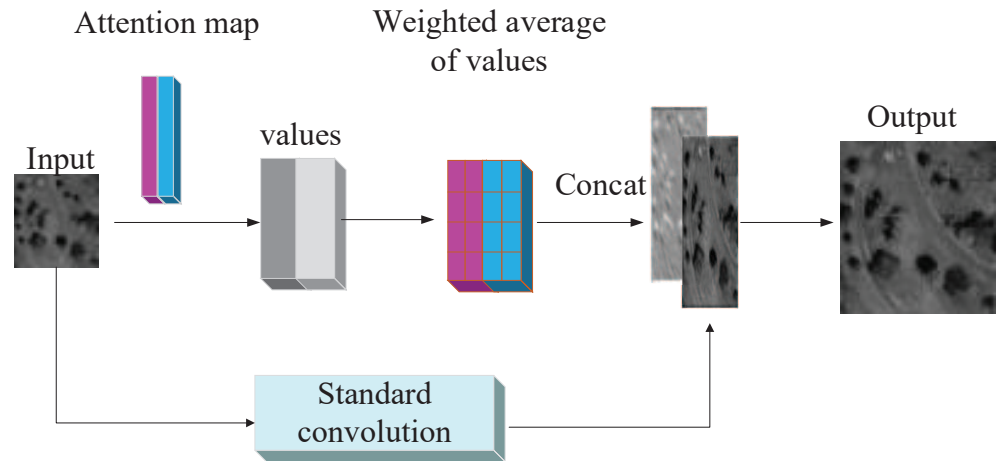 Attention map
Weighted average
of values
values
Input
Concat
Output
Standard
convolution